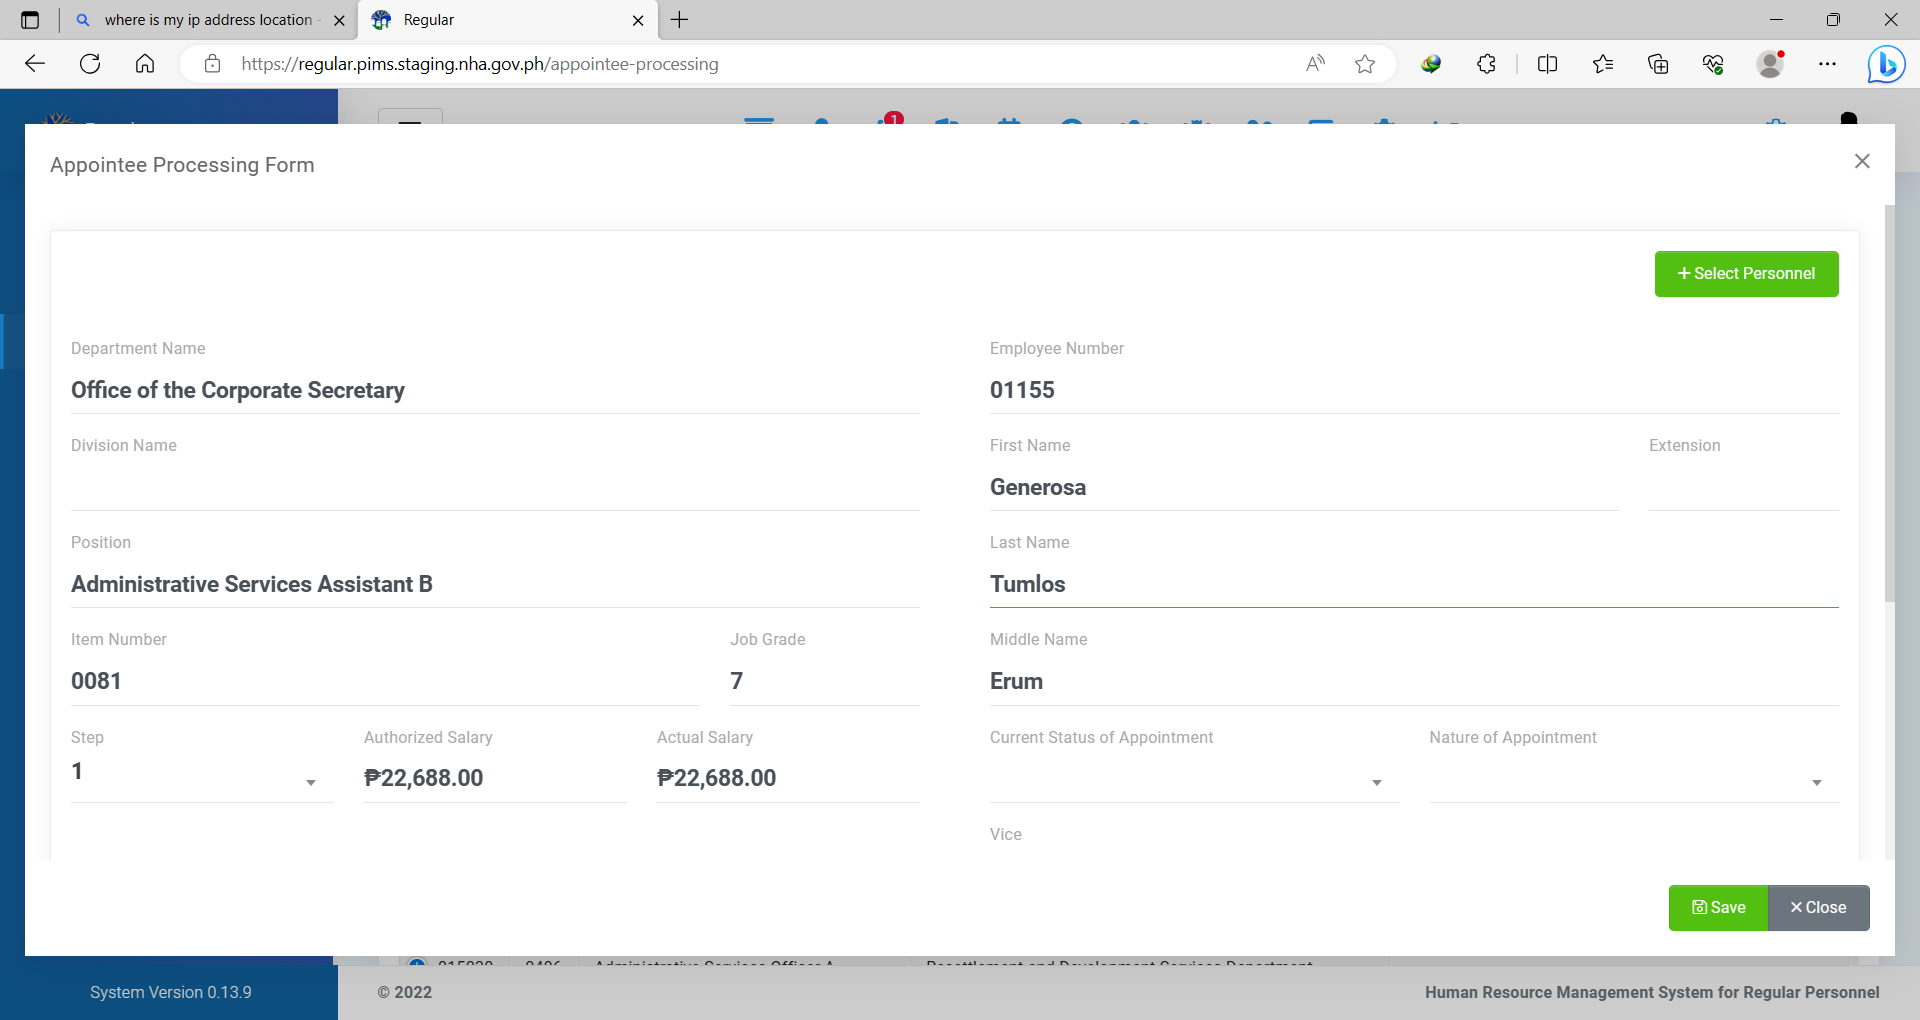 where is my ip address location
Regular
https://regular.pims.staging.nha.gov.ph/appointee-processing
1
Appointee Processing Form
+ Select Personnel
Department Name
Office of the Corporate Secretary
Employee Number
01155
Division Name
First Name
Generosa
Extension
Position
Administrative Services Assistant B
Last Name
Tumlos
Item Number
0081
Job Grade
7
Middle Name
Erum
Step
1
Authorized Salary
₱22,688.00
Actual Salary
₱22,688.00
Current Status of Appointment
Nature of Appointment
Vice
Save
Close
System Version 0.13.9
© 2022
Human Resource Management System for Regular Personnel